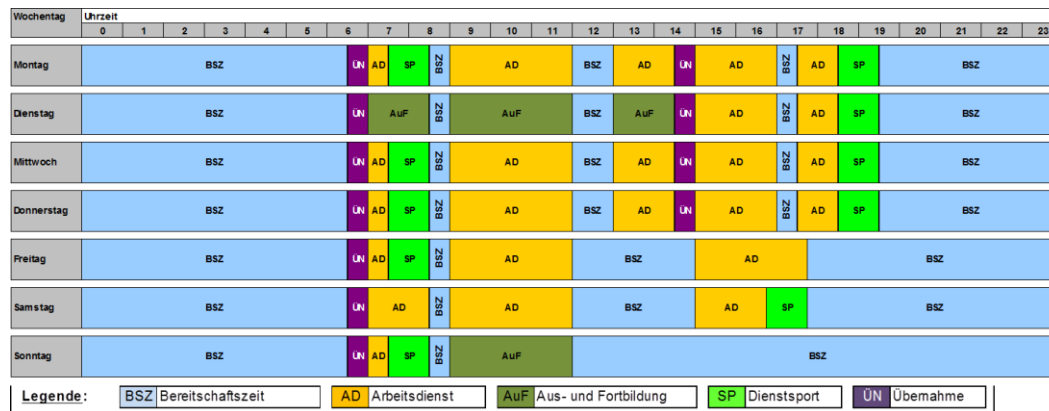 Wochentag Uhrzeit
0 1 2 3 4 5 6 7 8 9 10 11 12 13 14 15 16 17 18 19 20 21 22 23
Montag BSZ ÜN AD SP BSZ AD BSZ AD ÜN AD BSZ AD SP BSZ
Dienstag BSZ ÜN AuF BSZ AuF BSZ AuF ÜN AD BSZ AD SP BSZ
Mittwoch BSZ ÜN AD SP BSZ AD BSZ AD ÜN AD BSZ AD SP BSZ
Donnerstag BSZ ÜN AD SP BSZ AD BSZ AD ÜN AD BSZ AD SP BSZ
Freitag BSZ ÜN AD SP BSZ AD BSZ AD BSZ
Samstag BSZ ÜN AD BSZ AD BSZ AD SP BSZ
Sonntag BSZ ÜN AD SP BSZ AuF BSZ
Legende: BSZ Bereitschaftszeit AD Arbeitsdienst AuF Aus- und Fortbildung SP Dienstsport ÜN Übernahme